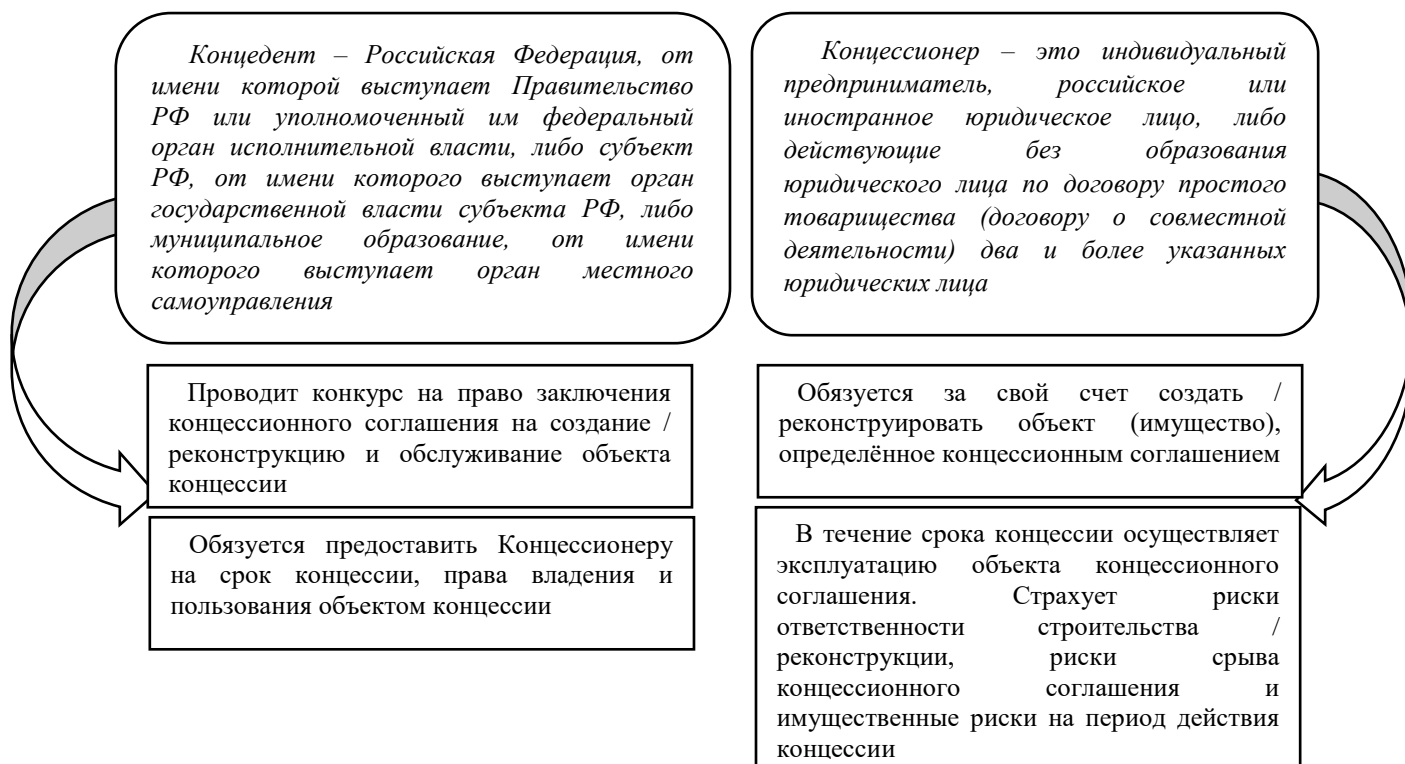 Концедент – Российская Федерация, от
имени которой выступает Правительство
РФ или уполномоченный им федеральный
орган исполнительной власти, либо субъект
РФ, от имени которого выступает орган
государственной власти субъекта РФ, либо
муниципальное образование, от имени
которого выступает орган местного
самоуправления
Концессионер – это индивидуальный
предприниматель, российское или
иностранное юридическое лицо, либо
действующие без образования
юридического лица по договору простого
товарищества (договору о совместной
деятельности) два и более указанных
юридических лица
Проводит конкурс на право заключения
концессионного соглашения на создание /
реконструкцию и обслуживание объекта
концессии
Обязуется предоставить Концессионеру
на срок концессии, права владения и
пользования объектом концессии
Обязуется за свой счет создать /
реконструировать объект (имущество),
определённое концессионным соглашением
В течение срока концессии осуществляет
эксплуатацию объекта концессионного
соглашения. Страхует риски
ответственности строительства /
реконструкции, риски срыва
концессионного соглашения и
имущественные риски на период действия
концессии